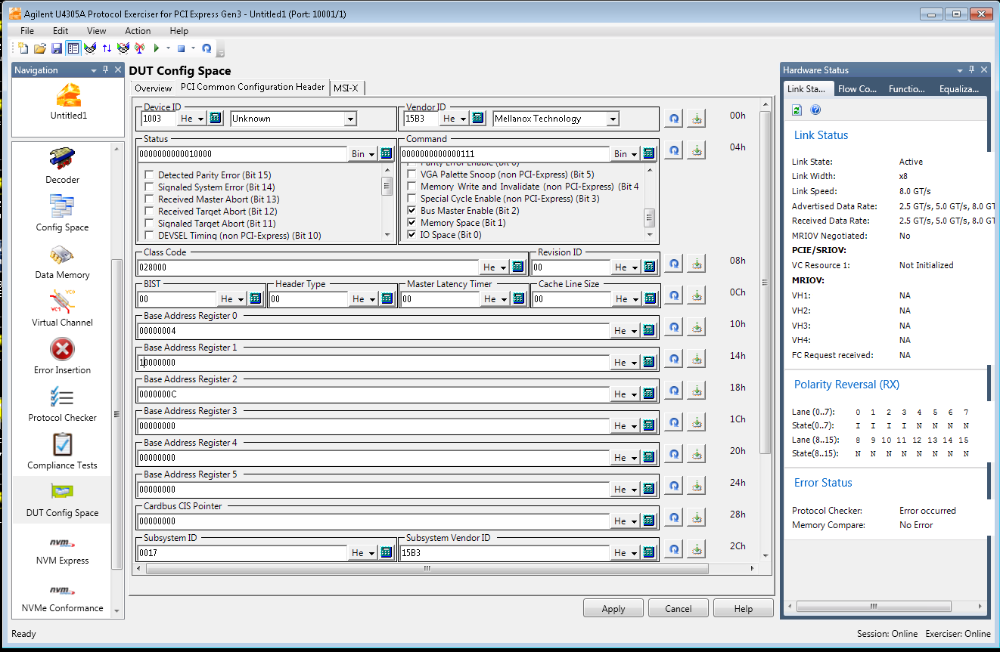 Agilent U4305A Protocol Exerciser for PCI Express Gen3 - Untitled1 (Port: 10001/1)
File Edit View Action Help
Navigation
Untitled1
Decoder
Config Space
Data Memory
VC0
VC1
Virtual Channel
Error Insertion
Protocol Checker
Compliance Tests
DUT Config Space
nvm
NVM Express
nvm
NVMe Conformance
DUT Config Space
Overview PCI Common Configuration Header MSI-X
Device ID Vendor ID
1003 He Unknown 15B3 He Mellanox Technology 00h
Status Command
0000000000010000 Bin 0000000000000111 Bin 04h
Detected Parity Error (Bit 15)
Signaled System Error (Bit 14)
Received Master Abort (Bit 13)
Received Target Abort (Bit 12)
Signaled Target Abort (Bit 11)
DEVSEL Timing (non PCI-Express) (Bit 10)
Parity Error Enable (Bit 6)
VGA Palette Snoop (non PCI-Express) (Bit 5)
Memory Write and Invalidate (non PCI-Express) (Bit 4
Special Cycle Enable (non PCI-Express) (Bit 3)
Bus Master Enable (Bit 2)
Memory Space (Bit 1)
IO Space (Bit 0)
Class Code Revision ID
028000 He 00 He 08h
BIST Header Type Master Latency Timer Cache Line Size
00 He 00 He 00 He 00 He 0Ch
Base Address Register 0
00000004 He 10h
Base Address Register 1
10000000 He 14h
Base Address Register 2
0000000C He 18h
Base Address Register 3
00000000 He 1Ch
Base Address Register 4
00000000 He 20h
Base Address Register 5
00000000 He 24h
Cardbus CIS Pointer
00000000 He 28h
Subsystem ID Subsystem Vendor ID
0017 He 15B3 He 2Ch
Apply Cancel Help
Hardware Status
Link Sta... Flow Co... Functio... Equaliza...
Link Status
Link State: Active
Link Width: x8
Link Speed: 8.0 GT/s
Advertised Data Rate: 2.5 GT/s, 5.0 GT/s, 8.0 GT
Received Data Rate: 2.5 GT/s, 5.0 GT/s, 8.0 GT
MRIOV Negotiated: No
PCIE/SRIOV:
VC Resource 1: Not Initialized
MRIOV:
VH1: NA
VH2: NA
VH3: NA
VH4: NA
FC Request received: NA
Polarity Reversal (RX)
Lane (0..7): 0 1 2 3 4 5 6 7
State(0..7): I I I I N N N N
Lane (8..15): 8 9 10 11 12 13 14 15
State(8..15): N N N N N N N N
Error Status
Protocol Checker: Error occurred
Memory Compare: No Error
Ready Session: Online Exerciser: Online